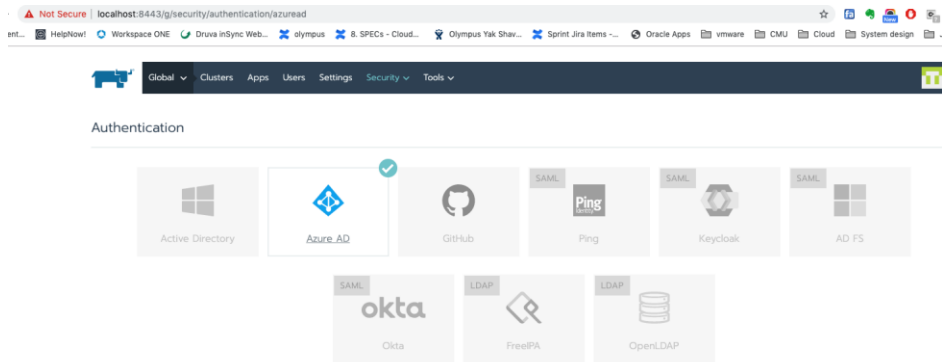 Not Secure | localhost:8443/g/security/authentication/azuread
ent... HelpNow! Workspace ONE Druva inSync Web... olympus 8. SPECs - Cloud... Olympus Yak Shav... Sprint Jira Items -... Oracle Apps vmware CMU Cloud System design
Global Clusters Apps Users Settings Security Tools
Authentication
SAML SAML SAML
Ping
Identity
Active Directory Azure AD GitHub Ping Keycloak AD FS
SAML LDAP LDAP
okta
Okta FreeIPA OpenLDAP